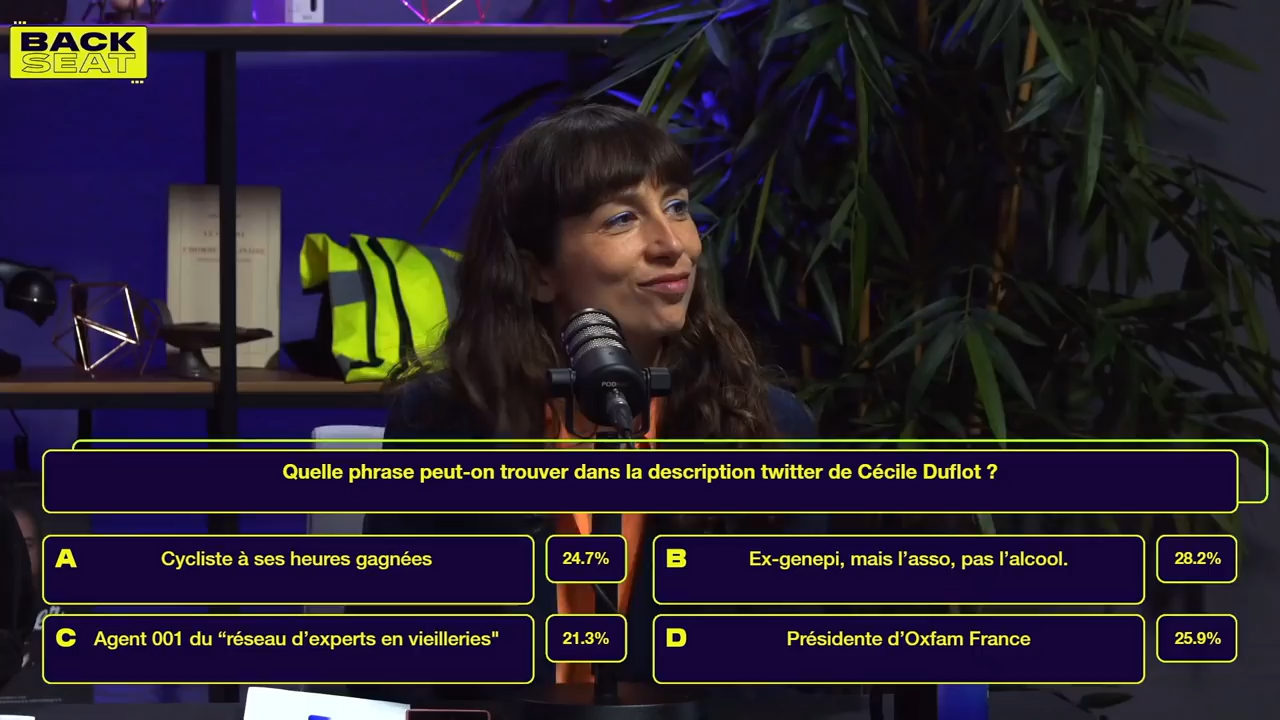 BACK
SEAT
Quelle phrase peut-on trouver dans la description twitter de Cécile Duflot ?
A Cycliste à ses heures gagnées 24.7%
B Ex-genepi, mais l’asso, pas l’alcool. 28.2%
C Agent 001 du “réseau d’experts en vieilleries" 21.3%
D Présidente d’Oxfam France 25.9%